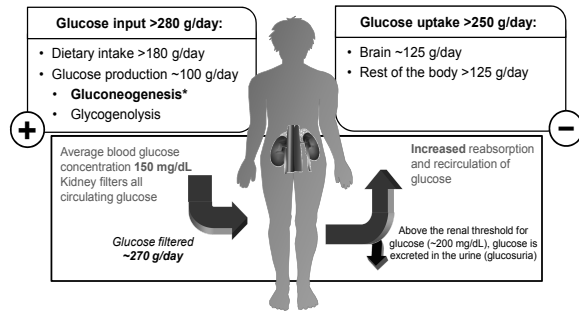 Glucose input >280 g/day:
• Dietary intake >180 g/day
• Glucose production ~100 g/day
• Gluconeogenesis*
• Glycogenolysis
+
Glucose uptake >250 g/day:
• Brain ~125 g/day
• Rest of the body >125 g/day
−
Average blood glucose
concentration 150 mg/dL
Kidney filters all
circulating glucose
Glucose filtered
~270 g/day
Increased reabsorption
and recirculation of
glucose
Above the renal threshold for
glucose (~200 mg/dL), glucose is
excreted in the urine (glucosuria)